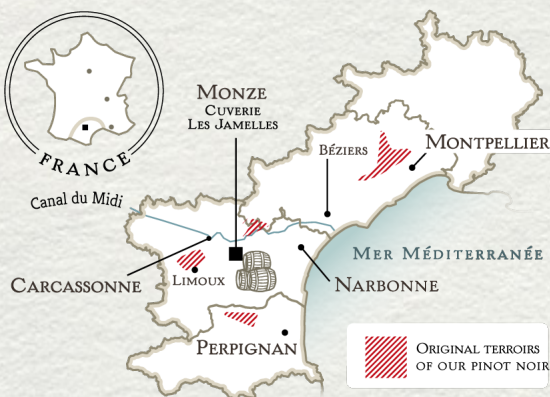 FRANCE
MONZE
CUVERIE
LES JAMELLES
BÉZIERS
MONTPELLIER
Canal du Midi
MER MÉDITERRANÉE
CARCASSONNE
LIMOUX
NARBONNE
PERPIGNAN
ORIGINAL TERROIRS
OF OUR PINOT NOIR